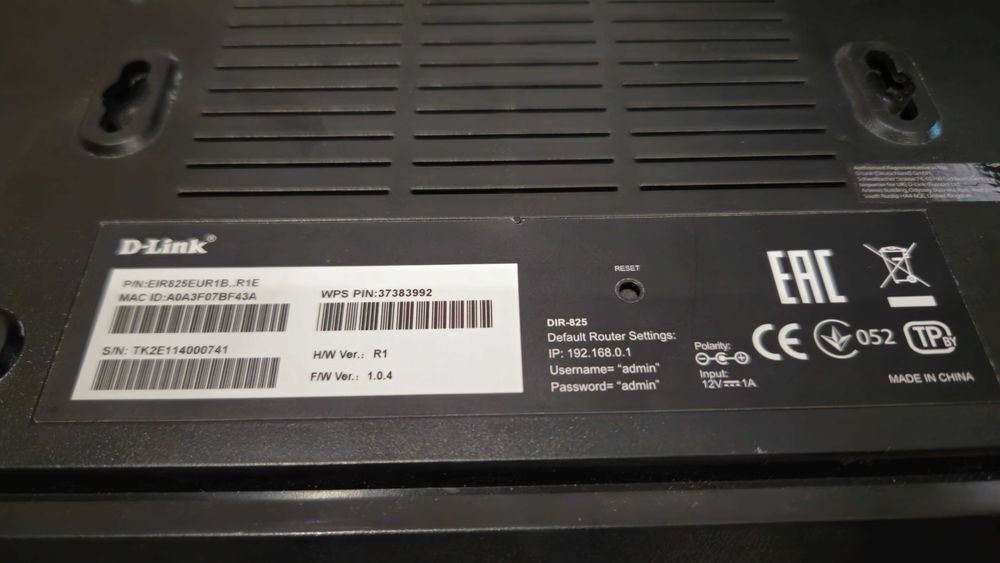 D-Link®
P/N:EIR825EUR1B..R1E
MAC ID:A0A3F07BF43A
S/N: TK2E114000741
WPS PIN:37383992
H/W Ver.: R1
F/W Ver.: 1.0.4
RESET
DIR-825
Default Router Settings:
IP: 192.168.0.1
Username= “admin”
Password= “admin”
Polarity:
Input:
12V 1A
EAC
CE
052
TP BY
MADE IN CHINA